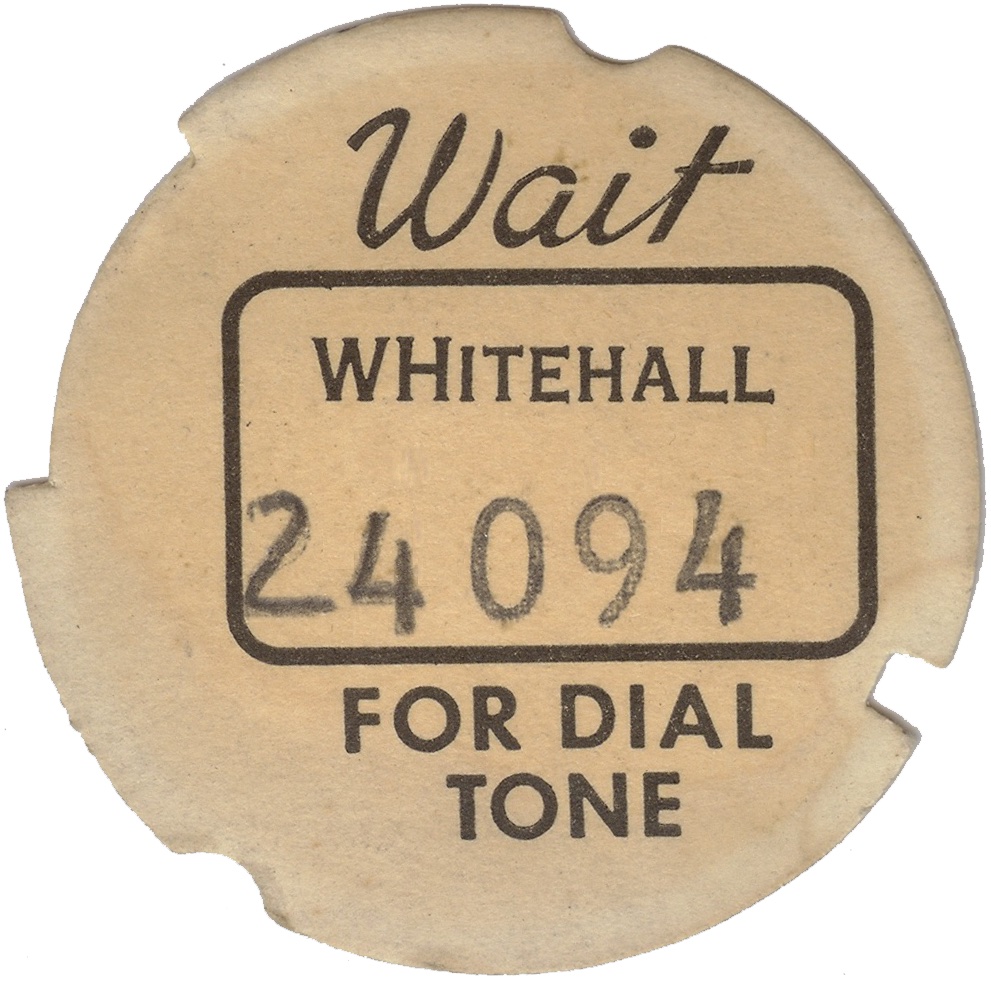 Wait
WHITEHALL
24094
FOR DIAL
TONE